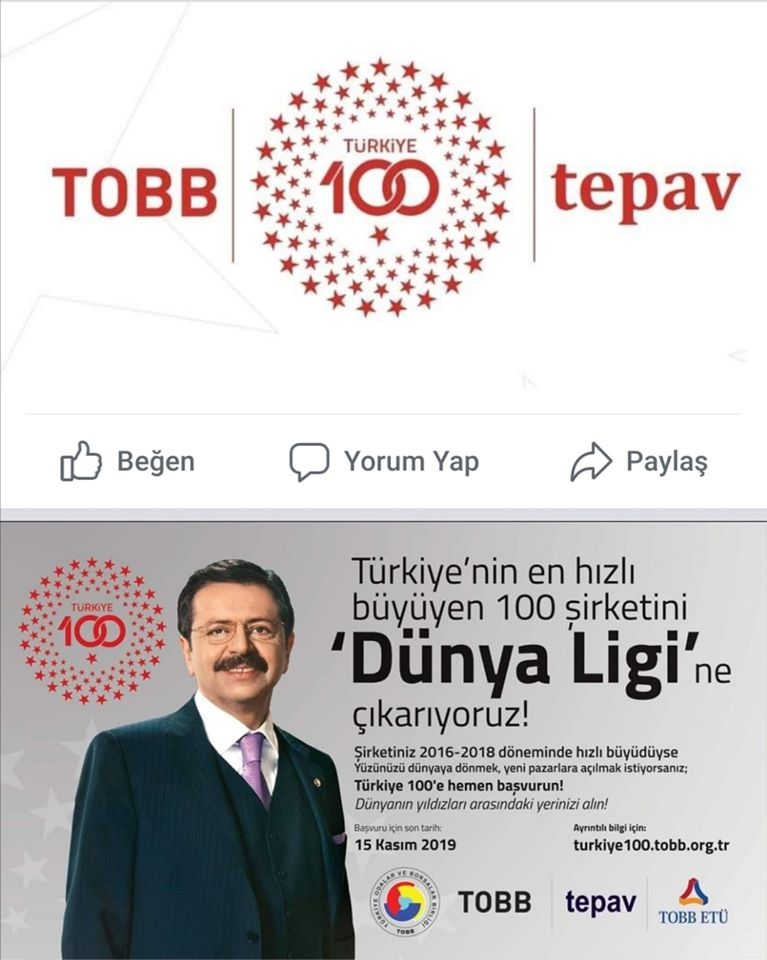 TOBB
TÜRKİYE
100
tepav
Beğen
Yorum Yap
Paylaş
TÜRKİYE
100
Türkiye'nin en hızlı
büyüyen 100 şirketini
'Dünya Ligi'ne
çıkarıyoruz!
Şirketiniz 2016-2018 döneminde hızlı büyüdüyse
Yüzünüzü dünyaya dönmek, yeni pazarlara açılmak istiyorsanız;
Türkiye 100'e hemen başvurun!
Dünyanın yıldızları arasındaki yerinizi alın!
Başvuru için son tarih:
15 Kasım 2019
Ayrıntılı bilgi için:
turkiye100.tobb.org.tr
TÜRKİYE ODALAR VE BORSALAR BİRLİĞİ
TOBB
TOBB
tepav
TOBB ETÜ